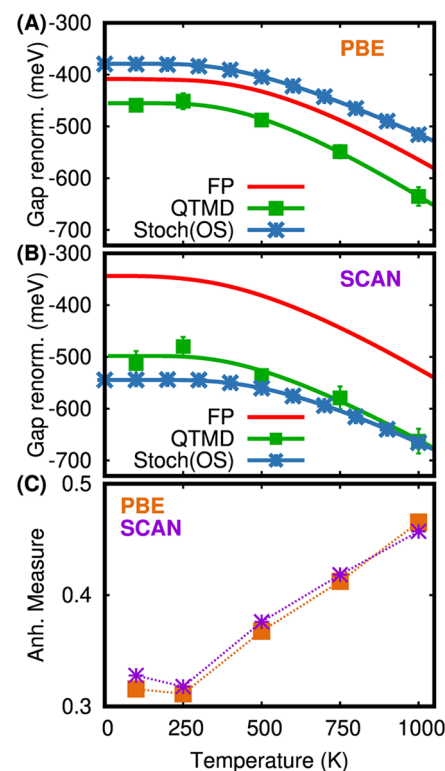 (A)
-300
-400
-500
-600
-700
Gap renorm. (meV)
PBE
FP
QTMD
Stoch(OS)
(B)
-300
-400
-500
-600
-700
Gap renorm. (meV)
SCAN
FP
QTMD
Stoch(OS)
(C)
0.5
0.4
0.3
Anh. Measure
PBE
SCAN
0 250 500 750 1000
Temperature (K)